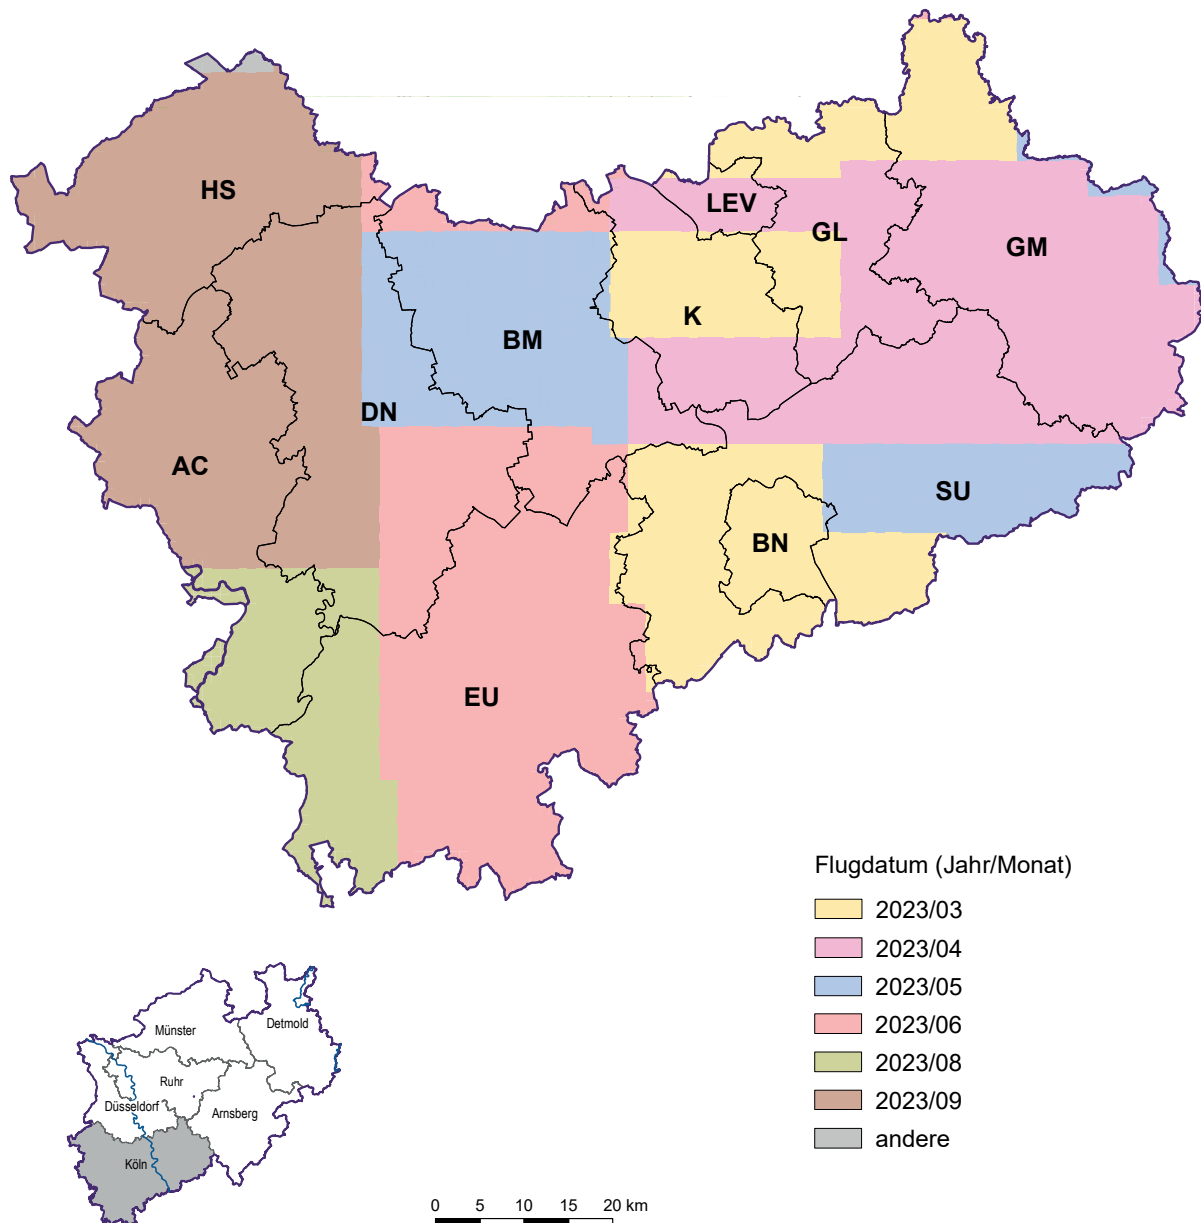 HS
LEV
GL
GM
K
BM
DN
AC
SU
BN
EU
Flugdatum (Jahr/Monat)
2023/03
2023/04
2023/05
2023/06
2023/08
2023/09
andere
Münster
Detmold
Ruhr
Düsseldorf
Arnsberg
Köln
0 5 10 15 20 km